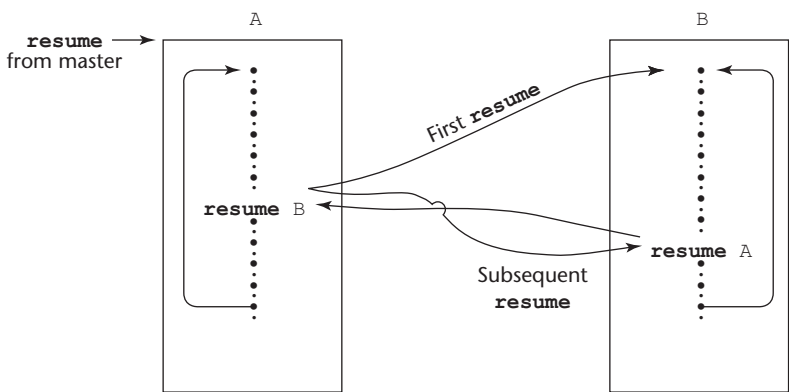 A
B
resume
from master
First resume
resume B
resume A
Subsequent
resume